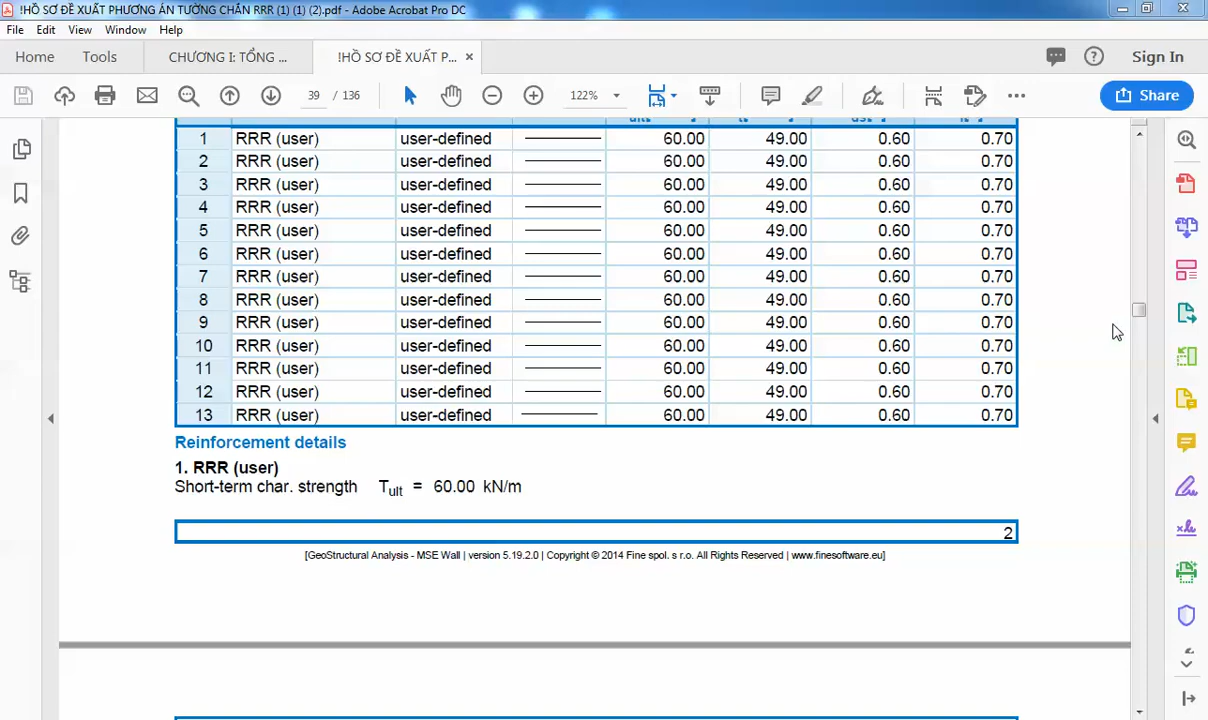 !HỒ SƠ ĐỀ XUẤT PHƯƠNG ÁN TƯỜNG CHẮN RRR (1) (1) (2).pdf - Adobe Acrobat Pro DC
File Edit View Window Help
Home Tools CHƯƠNG I: TỔNG ... !HỒ SƠ ĐỀ XUẤT P... ×
39 / 136 122% Share
Sign In
1 RRR (user) user-defined 60.00 49.00 0.60 0.70
2 RRR (user) user-defined 60.00 49.00 0.60 0.70
3 RRR (user) user-defined 60.00 49.00 0.60 0.70
4 RRR (user) user-defined 60.00 49.00 0.60 0.70
5 RRR (user) user-defined 60.00 49.00 0.60 0.70
6 RRR (user) user-defined 60.00 49.00 0.60 0.70
7 RRR (user) user-defined 60.00 49.00 0.60 0.70
8 RRR (user) user-defined 60.00 49.00 0.60 0.70
9 RRR (user) user-defined 60.00 49.00 0.60 0.70
10 RRR (user) user-defined 60.00 49.00 0.60 0.70
11 RRR (user) user-defined 60.00 49.00 0.60 0.70
12 RRR (user) user-defined 60.00 49.00 0.60 0.70
13 RRR (user) user-defined 60.00 49.00 0.60 0.70
Reinforcement details
1. RRR (user)
Short-term char. strength Tult = 60.00 kN/m
2
[GeoStructural Analysis - MSE Wall | version 5.19.2.0 | Copyright © 2014 Fine spol. s r.o. All Rights Reserved | www.finesoftware.eu]